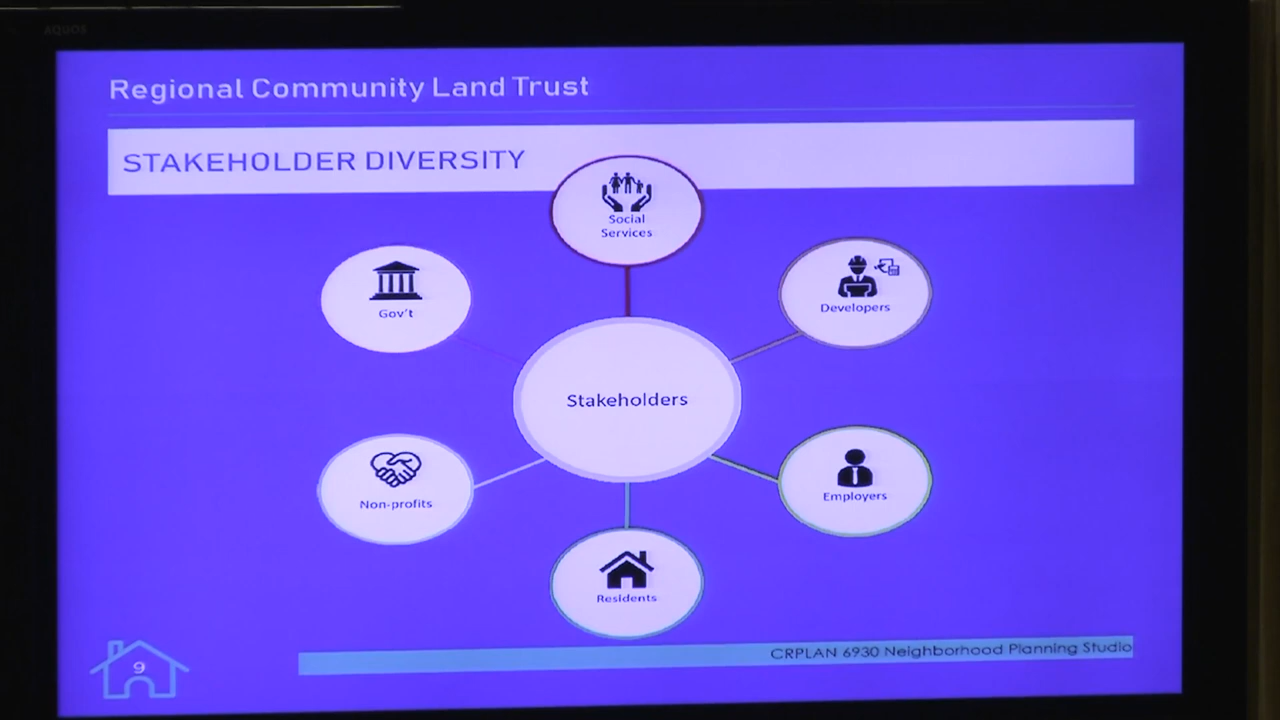 AQUOS
Regional Community Land Trust
STAKEHOLDER DIVERSITY
Social
Services
Gov't
Developers
Stakeholders
Non-profits
Employers
Residents
9
CRPLAN 6930 Neighborhood Planning Studio